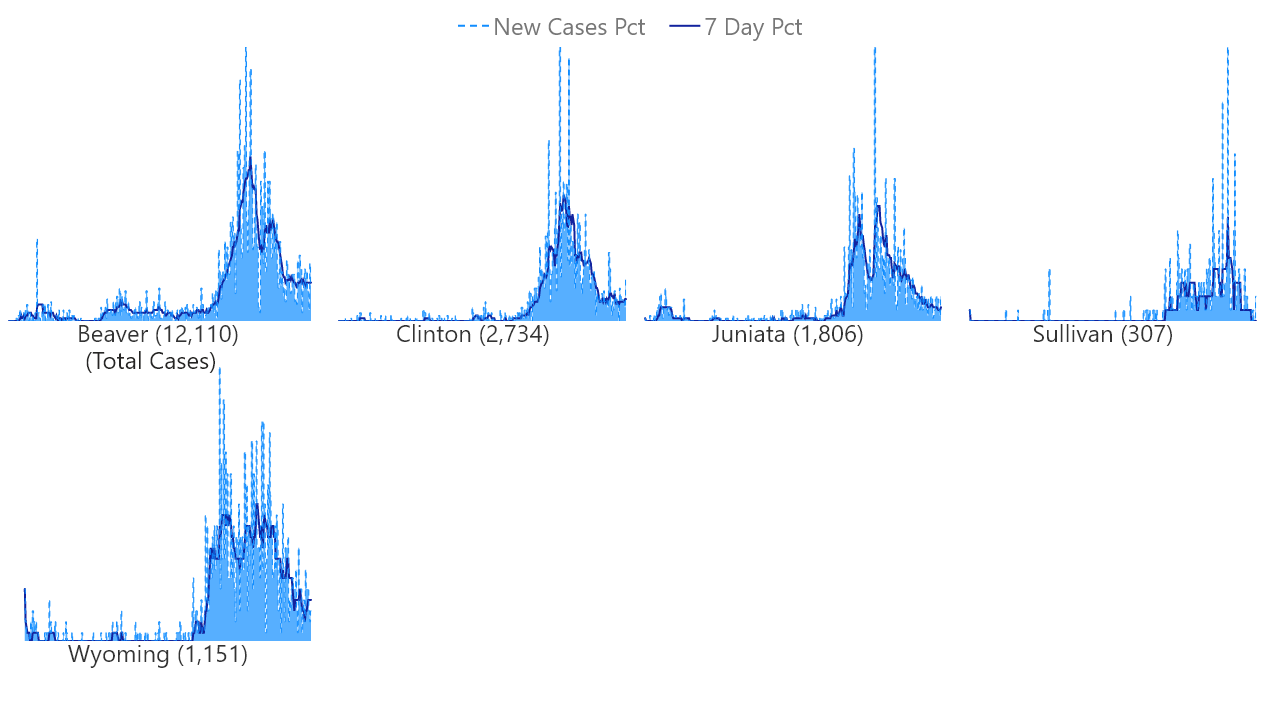 New Cases Pct 7 Day Pct
Beaver (12,110) Clinton (2,734) Juniata (1,806) Sullivan (307)
(Total Cases)
Wyoming (1,151)